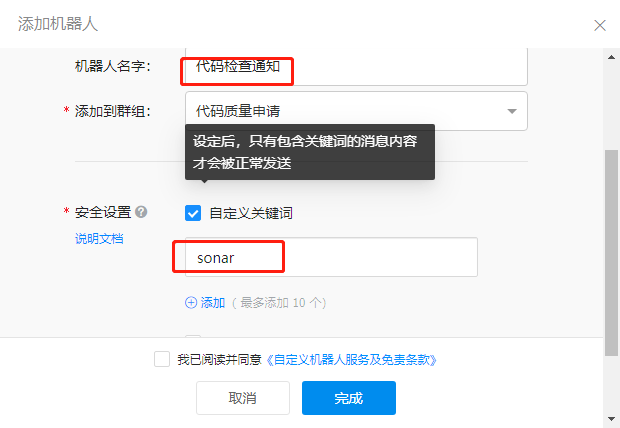 添加机器人
机器人名字：
代码检查通知
* 添加到群组：
代码质量申请
设定后，只有包含关键词的消息内容
才会被正常发送
* 安全设置 ?
自定义关键词
说明文档
sonar
添加（ 最多添加 10 个）
我已阅读并同意《自定义机器人服务及免责条款》
取消
完成